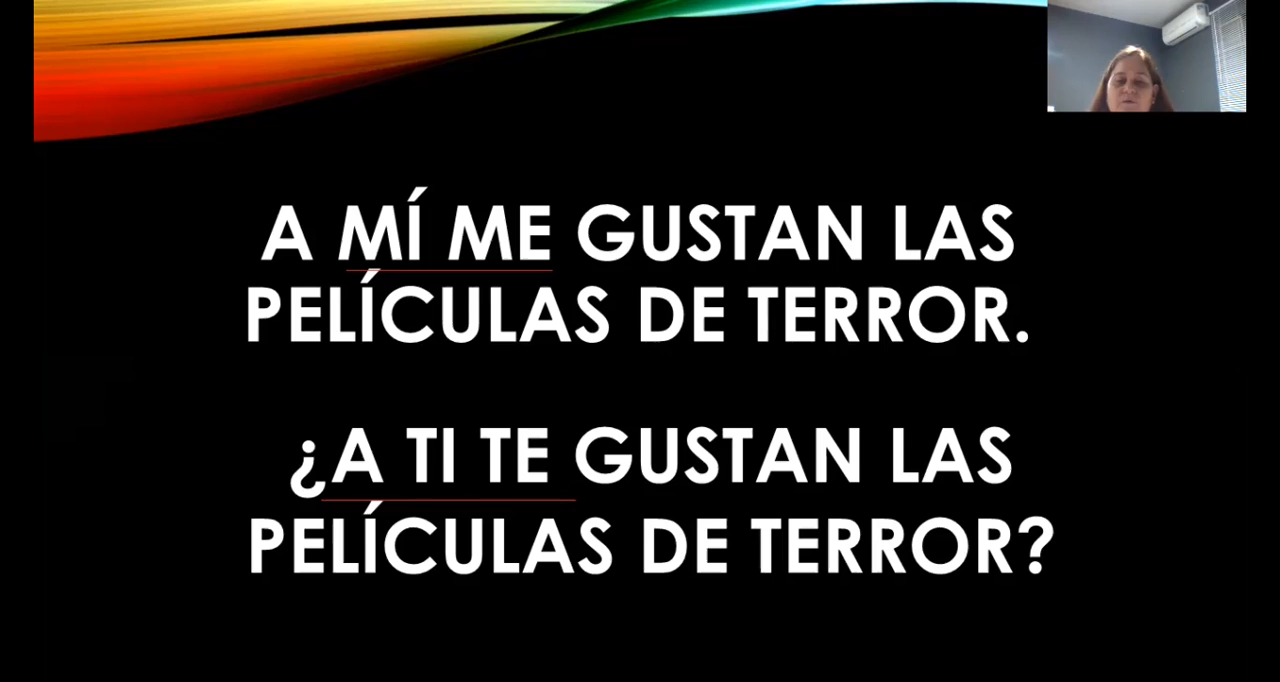 A MÍ ME GUSTAN LAS
PELÍCULAS DE TERROR.
¿A TI TE GUSTAN LAS
PELÍCULAS DE TERROR?